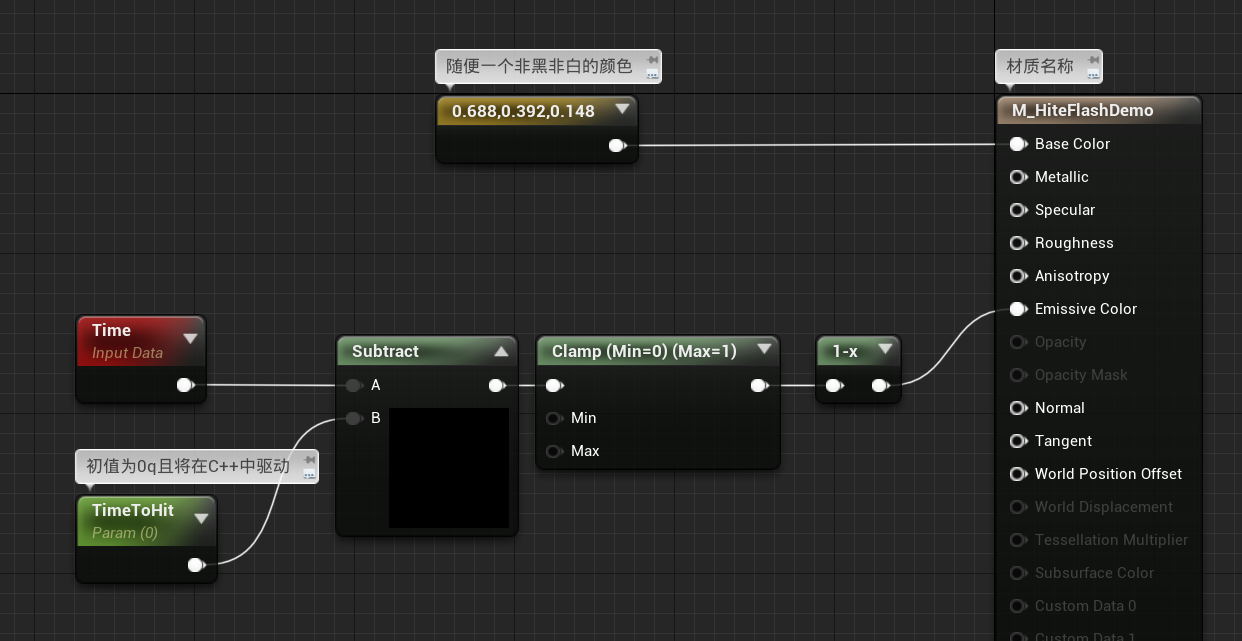 随便一个非黑非白的颜色
0.688,0.392,0.148
材质名称
M_HiteFlashDemo
Base Color
Metallic
Specular
Roughness
Anisotropy
Emissive Color
Opacity
Opacity Mask
Normal
Tangent
World Position Offset
World Displacement
Tessellation Multiplier
Subsurface Color
Custom Data 0
Custom Data 1
Time
Input Data
初值为0q且将在C++中驱动
TimeToHit
Param (0)
Subtract
A
B
Clamp (Min=0) (Max=1)
Min
Max
1-x